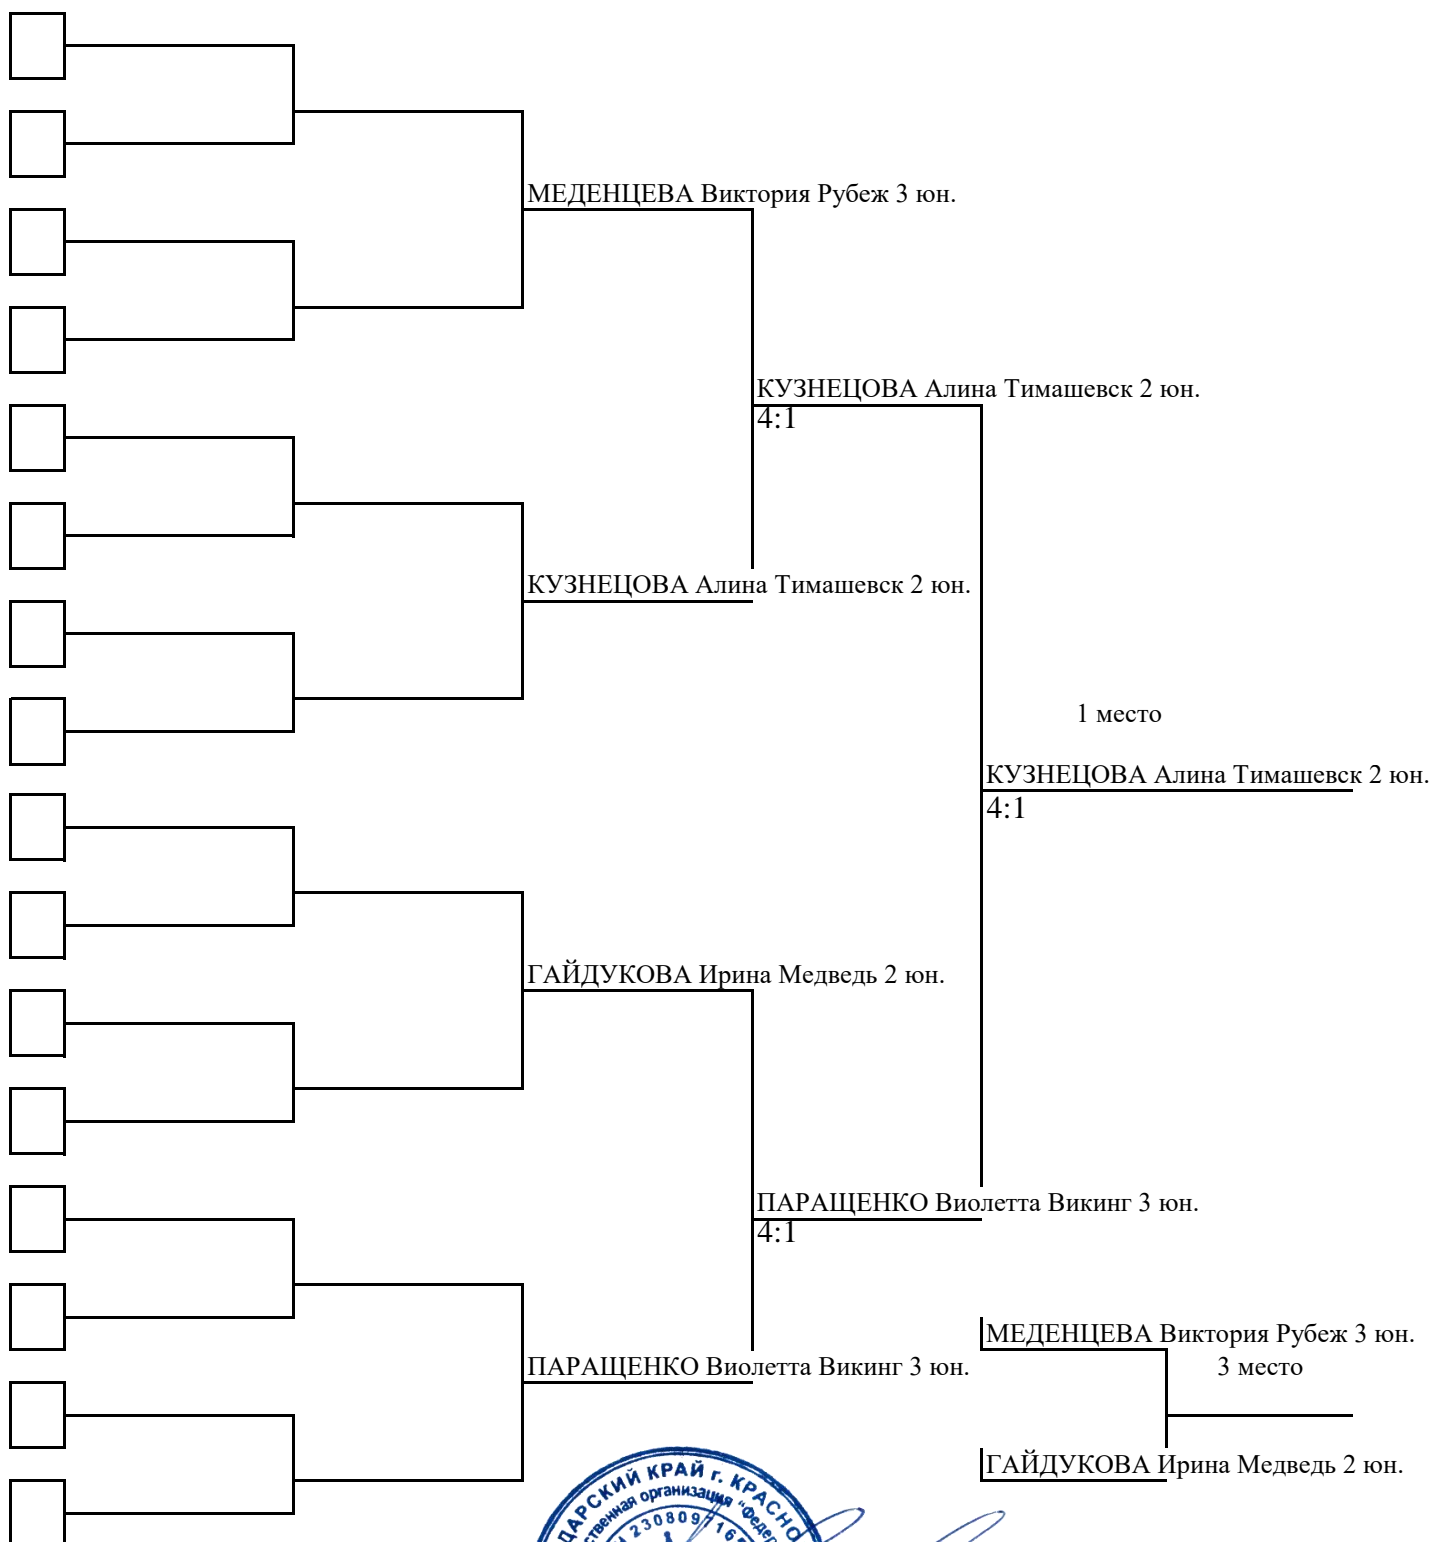 МЕДЕНЦЕВА Виктория Рубеж 3 юн.
КУЗНЕЦОВА Алина Тимашевск 2 юн.
4:1
КУЗНЕЦОВА Алина Тимашевск 2 юн.
1 место
КУЗНЕЦОВА Алина Тимашевск 2 юн.
4:1
ГАЙДУКОВА Ирина Медведь 2 юн.
ПАРАЩЕНКО Виолетта Викинг 3 юн.
4:1
МЕДЕНЦЕВА Виктория Рубеж 3 юн.
ПАРАЩЕНКО Виолетта Викинг 3 юн.
3 место
ГАЙДУКОВА Ирина Медведь 2 юн.
КРАЙ г.
организация